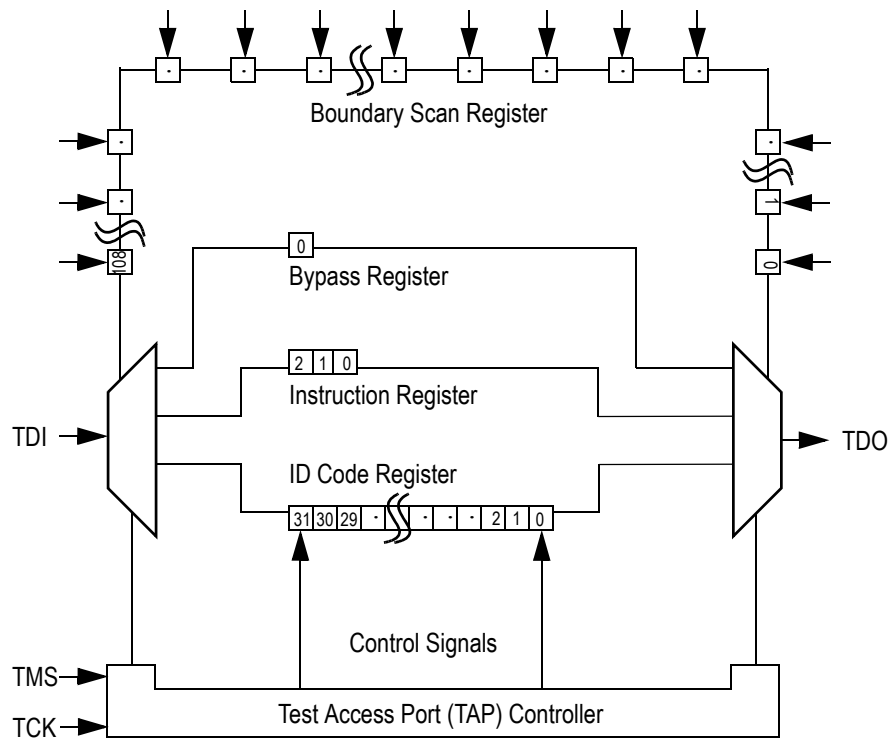 · · · · · · · ·
Boundary Scan Register
· ·
· 1
108 0
0
Bypass Register
2 1 0
Instruction Register
TDI TDO
ID Code Register
31 30 29 · · · · · 2 1 0
Control Signals
TMS
Test Access Port (TAP) Controller
TCK